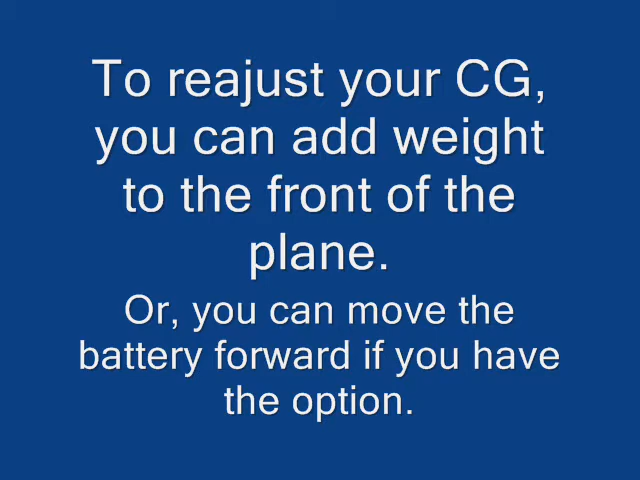 To reajust your CG,
you can add weight
to the front of the
plane.
Or, you can move the
battery forward if you have
the option.